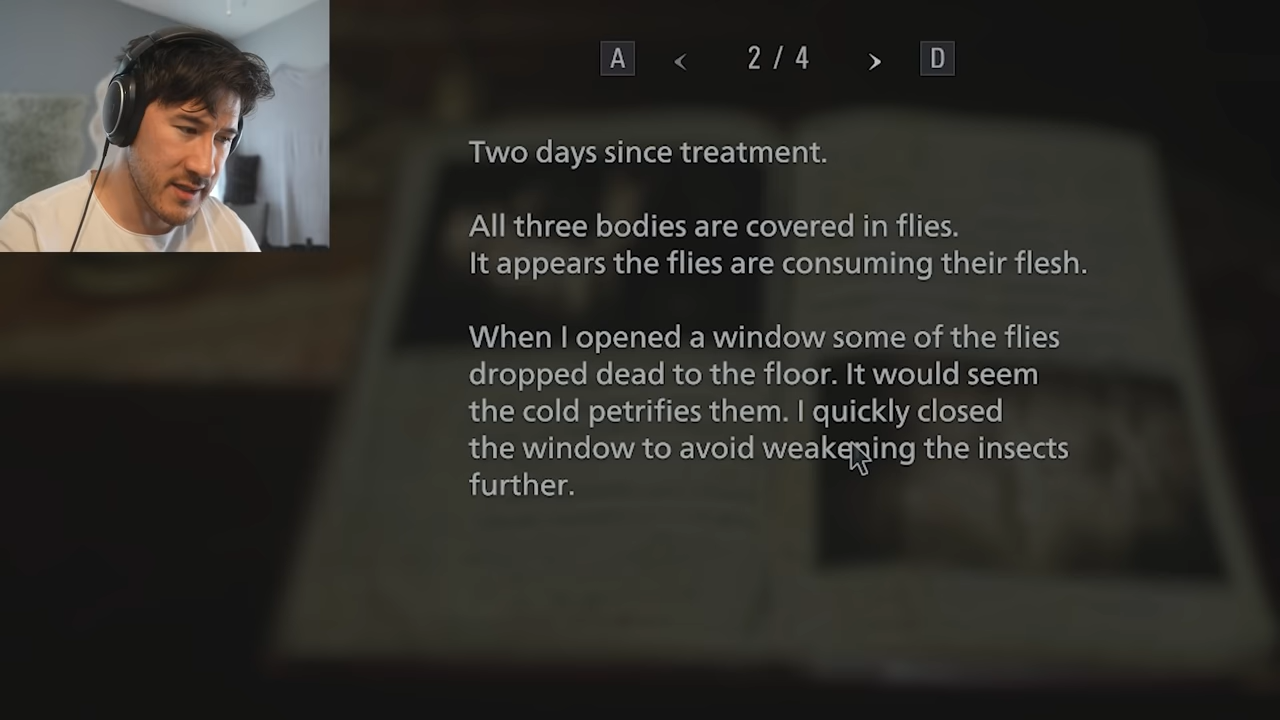 A < 2 / 4 > D
Two days since treatment.
All three bodies are covered in flies.
It appears the flies are consuming their flesh.
When I opened a window some of the flies
dropped dead to the floor. It would seem
the cold petrifies them. I quickly closed
the window to avoid weakening the insects
further.